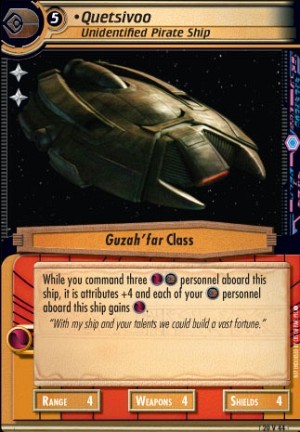 5
•Quetsivoo
Unidentified Pirate Ship
Guzah'far Class
While you command three personnel aboard this
ship, it is attributes +4 and each of your personnel
aboard this ship gains .
"With my ship and your talents we could build a vast fortune."
RANGE 4 WEAPONS 4 SHIELDS 4